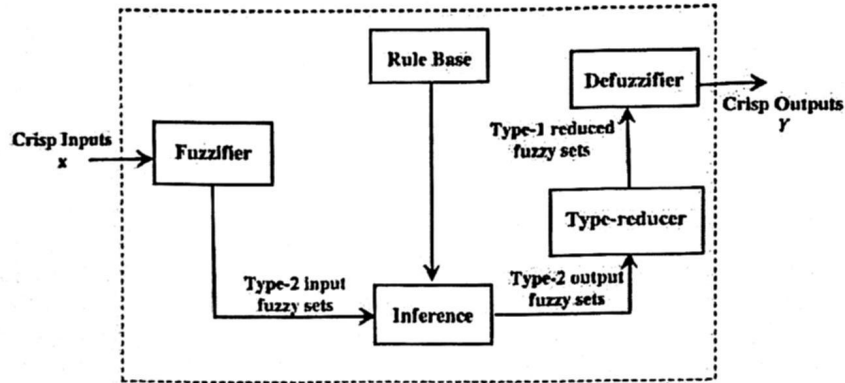 Rule Base
Defuzzifier
Crisp Outputs
Y
Type-1 reduced
fuzzy sets
Crisp Inputs
x
Fuzzifier
Type-reducer
Type-2 input
fuzzy sets
Type-2 output
fuzzy sets
Inference